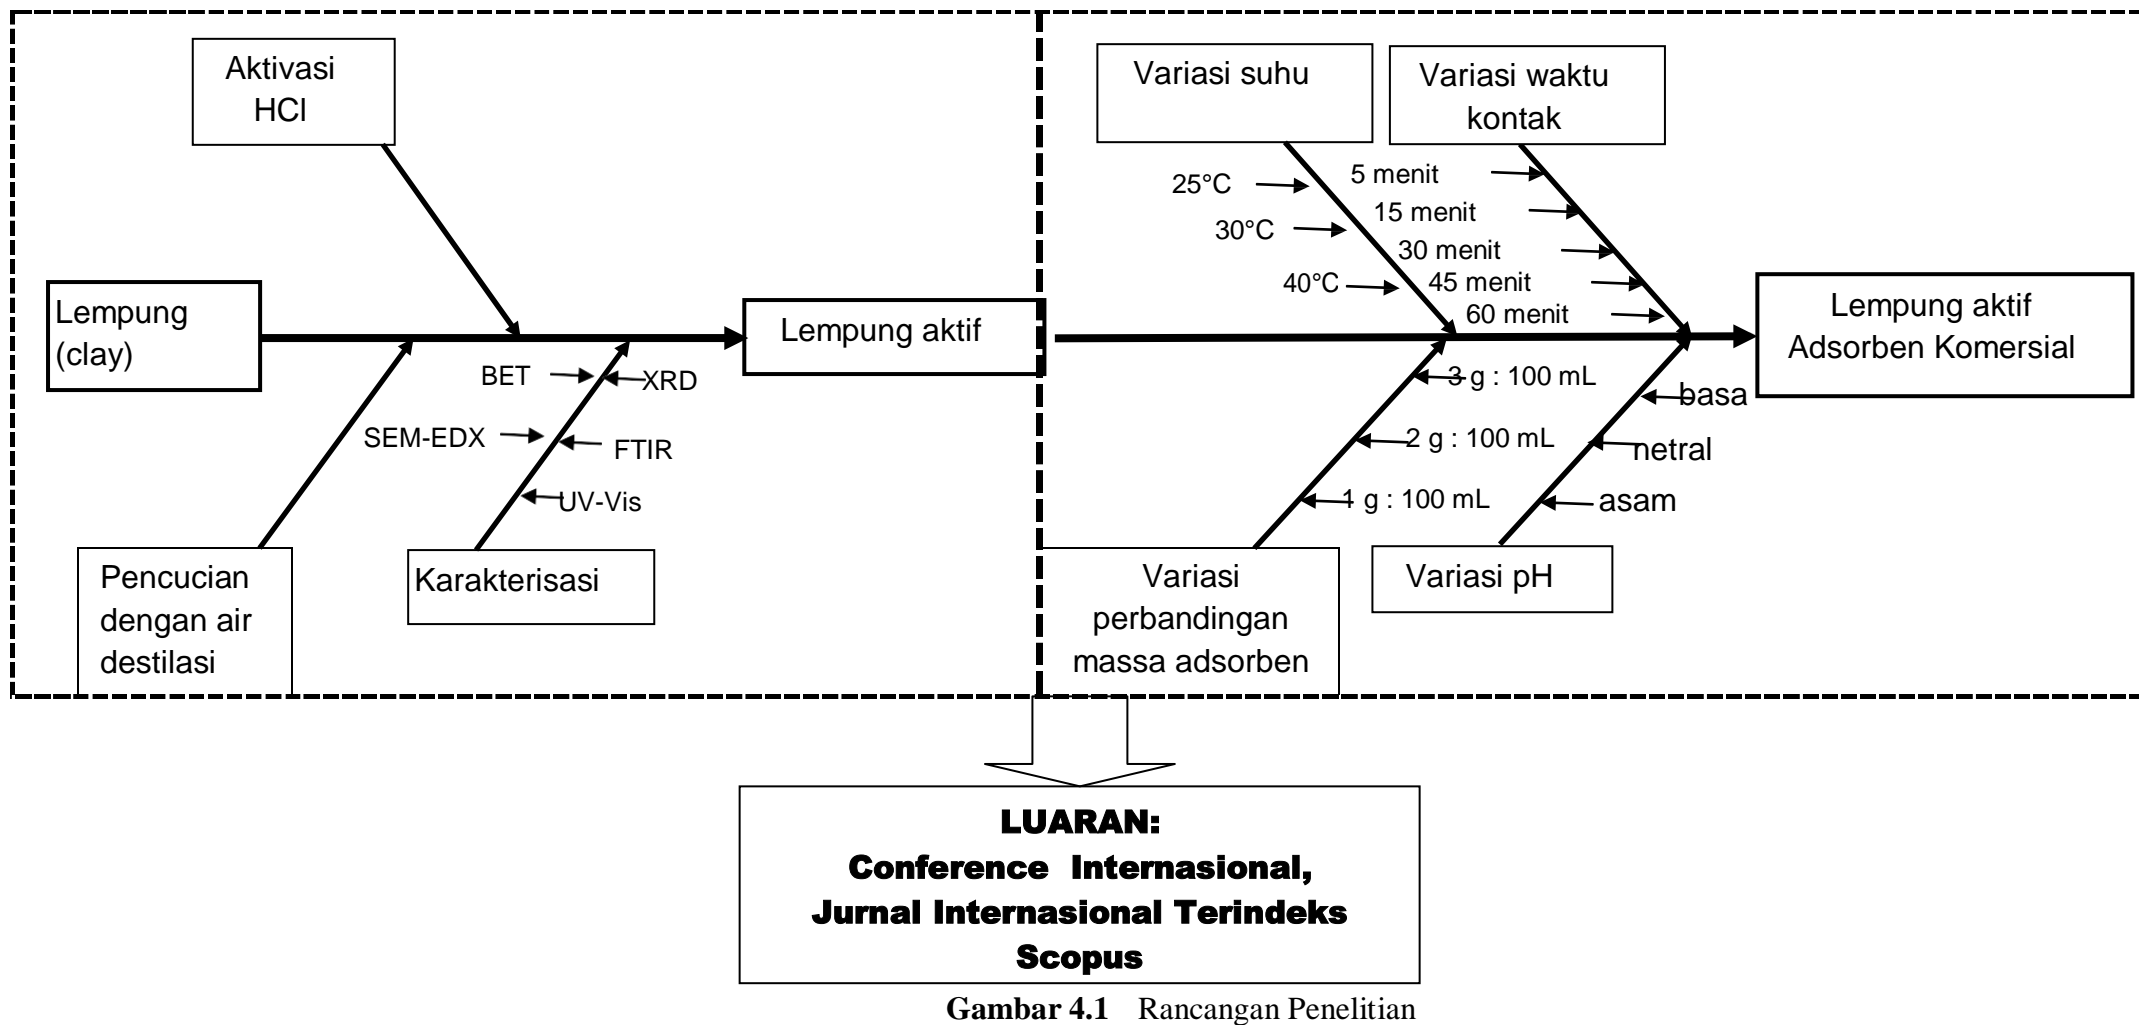 Aktivasi
HCl
Lempung
(clay)
Lempung aktif
BET
XRD
SEM-EDX
FTIR
UV-Vis
Pencucian
dengan air
destilasi
Karakterisasi
Variasi suhu
25°C
30°C
40°C
Variasi waktu
kontak
5 menit
15 menit
30 menit
45 menit
60 menit
Lempung aktif
Adsorben Komersial
3 g : 100 mL
2 g : 100 mL
1 g : 100 mL
basa
netral
asam
Variasi
perbandingan
massa adsorben
Variasi pH
LUARAN:
Conference Internasional,
Jurnal Internasional Terindeks
Scopus
Gambar 4.1 Rancangan Penelitian